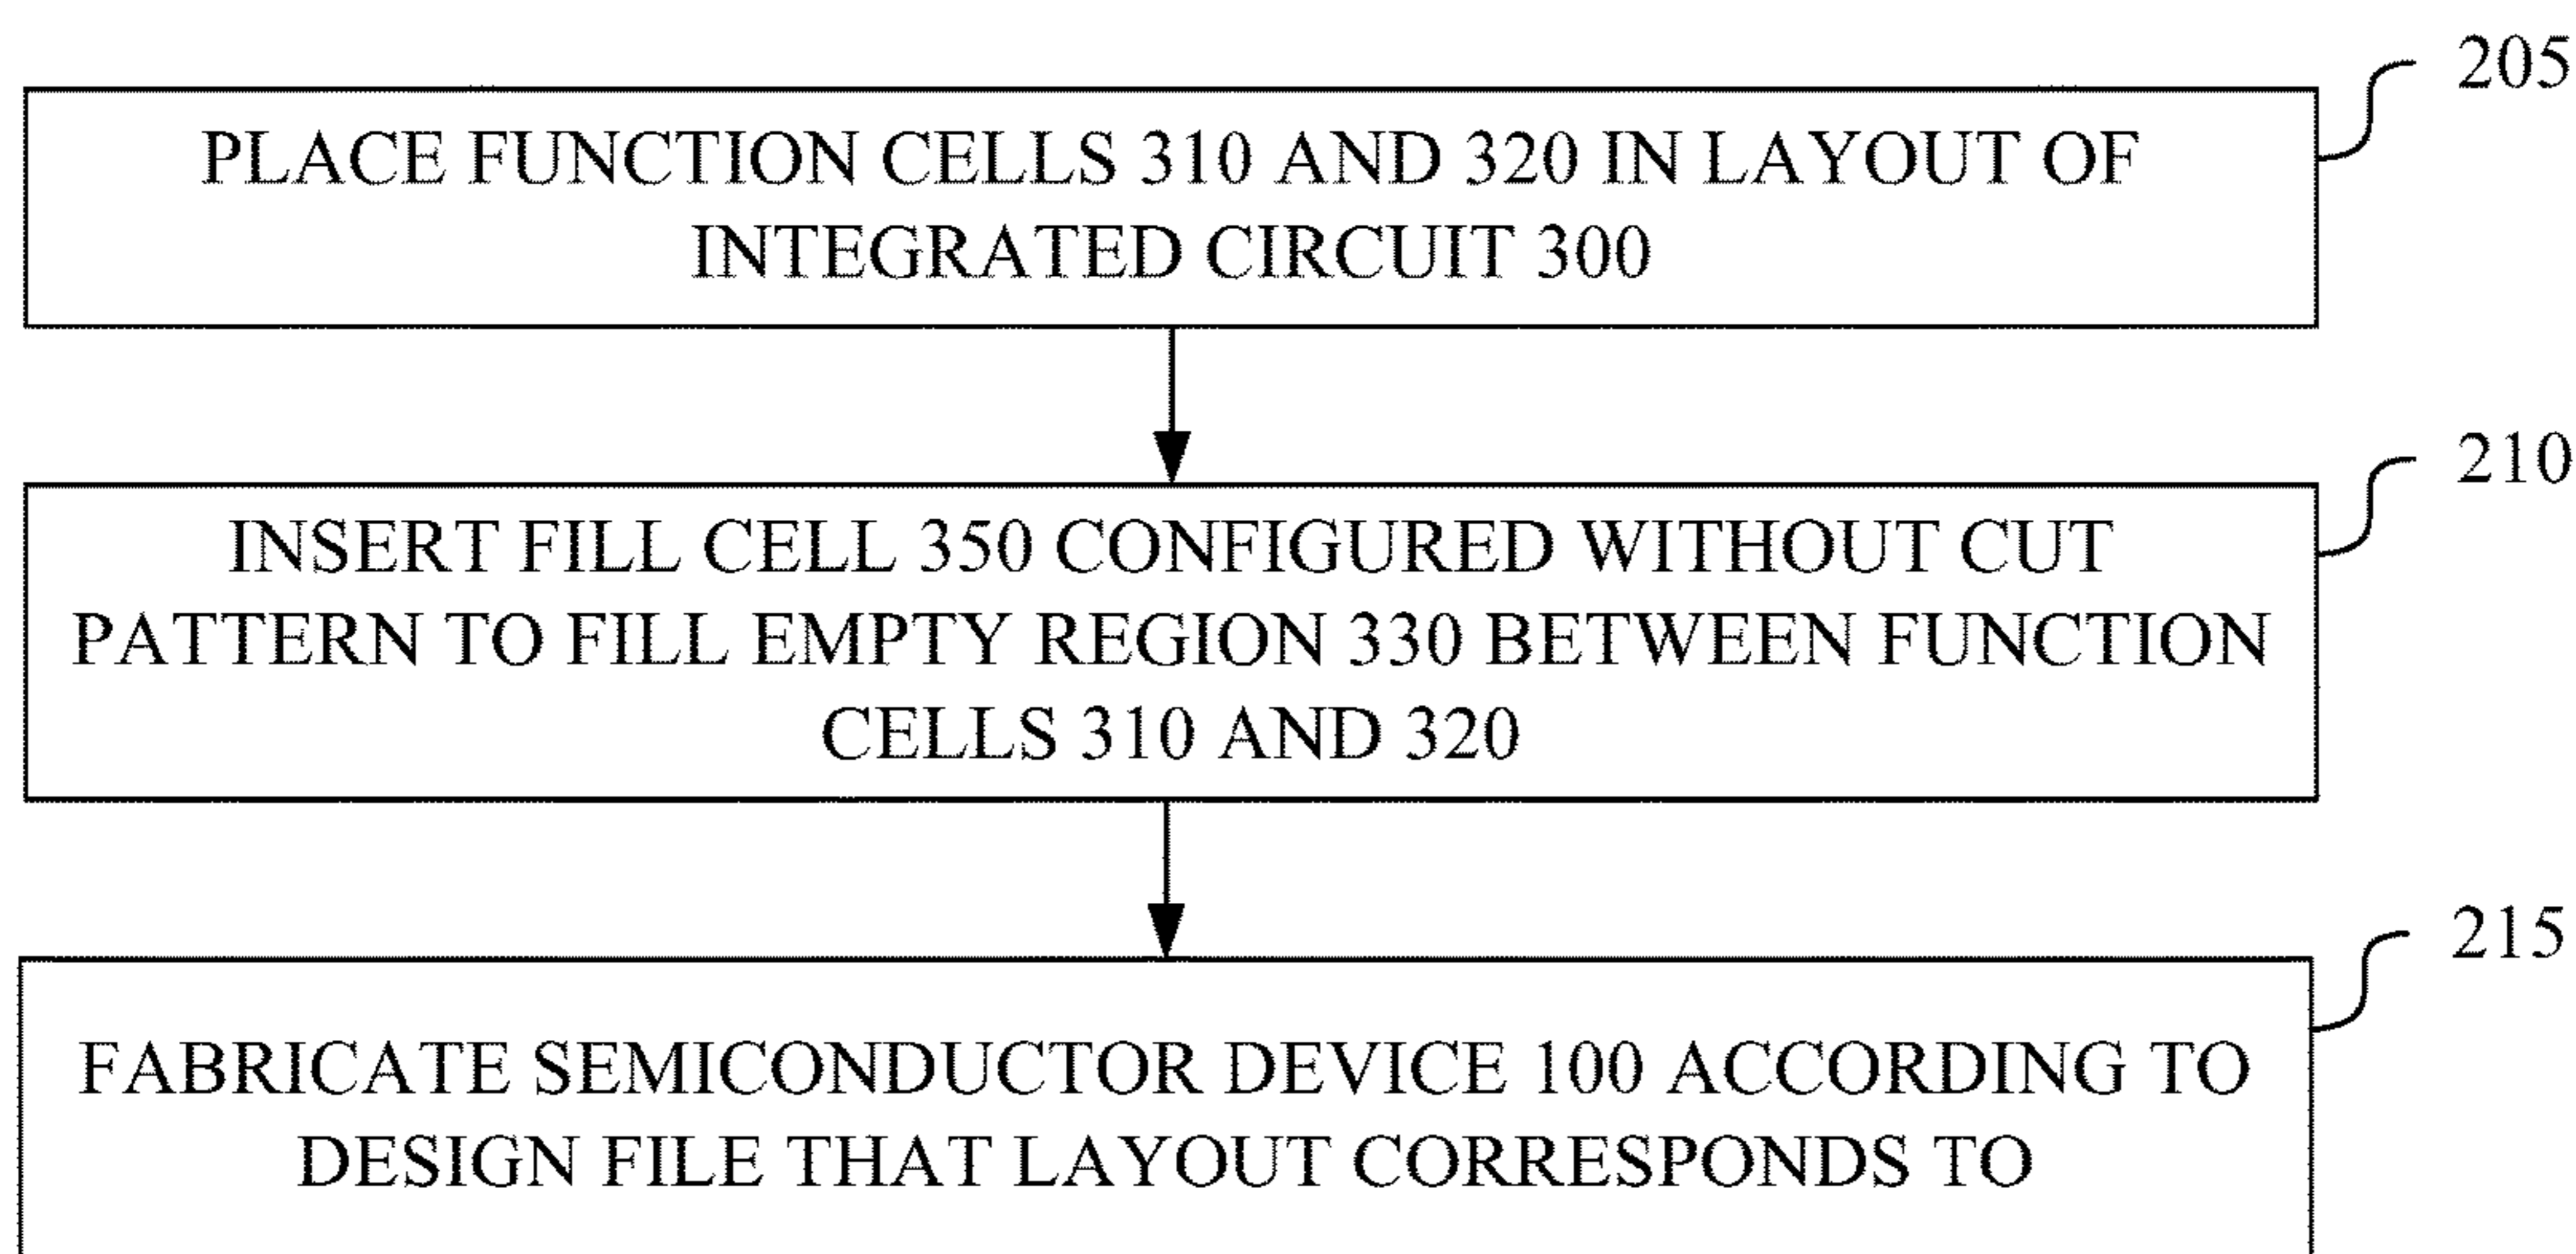 205
PLACE FUNCTION CELLS 310 AND 320 IN LAYOUT OF
INTEGRATED CIRCUIT 300
210
INSERT FILL CELL 350 CONFIGURED WITHOUT CUT
PATTERN TO FILL EMPTY REGION 330 BETWEEN FUNCTION
CELLS 310 AND 320
215
FABRICATE SEMICONDUCTOR DEVICE 100 ACCORDING TO
DESIGN FILE THAT LAYOUT CORRESPONDS TO